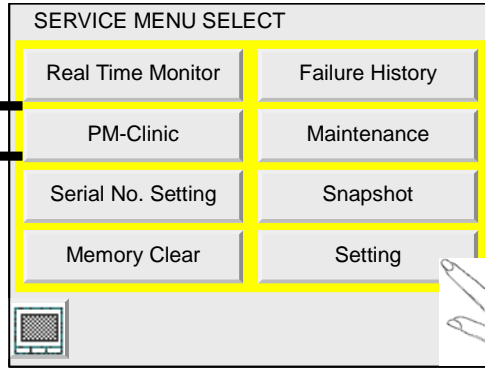 SERVICE MENU SELECT
Real Time Monitor
Failure History
PM-Clinic
Maintenance
Serial No. Setting
Snapshot
Memory Clear
Setting